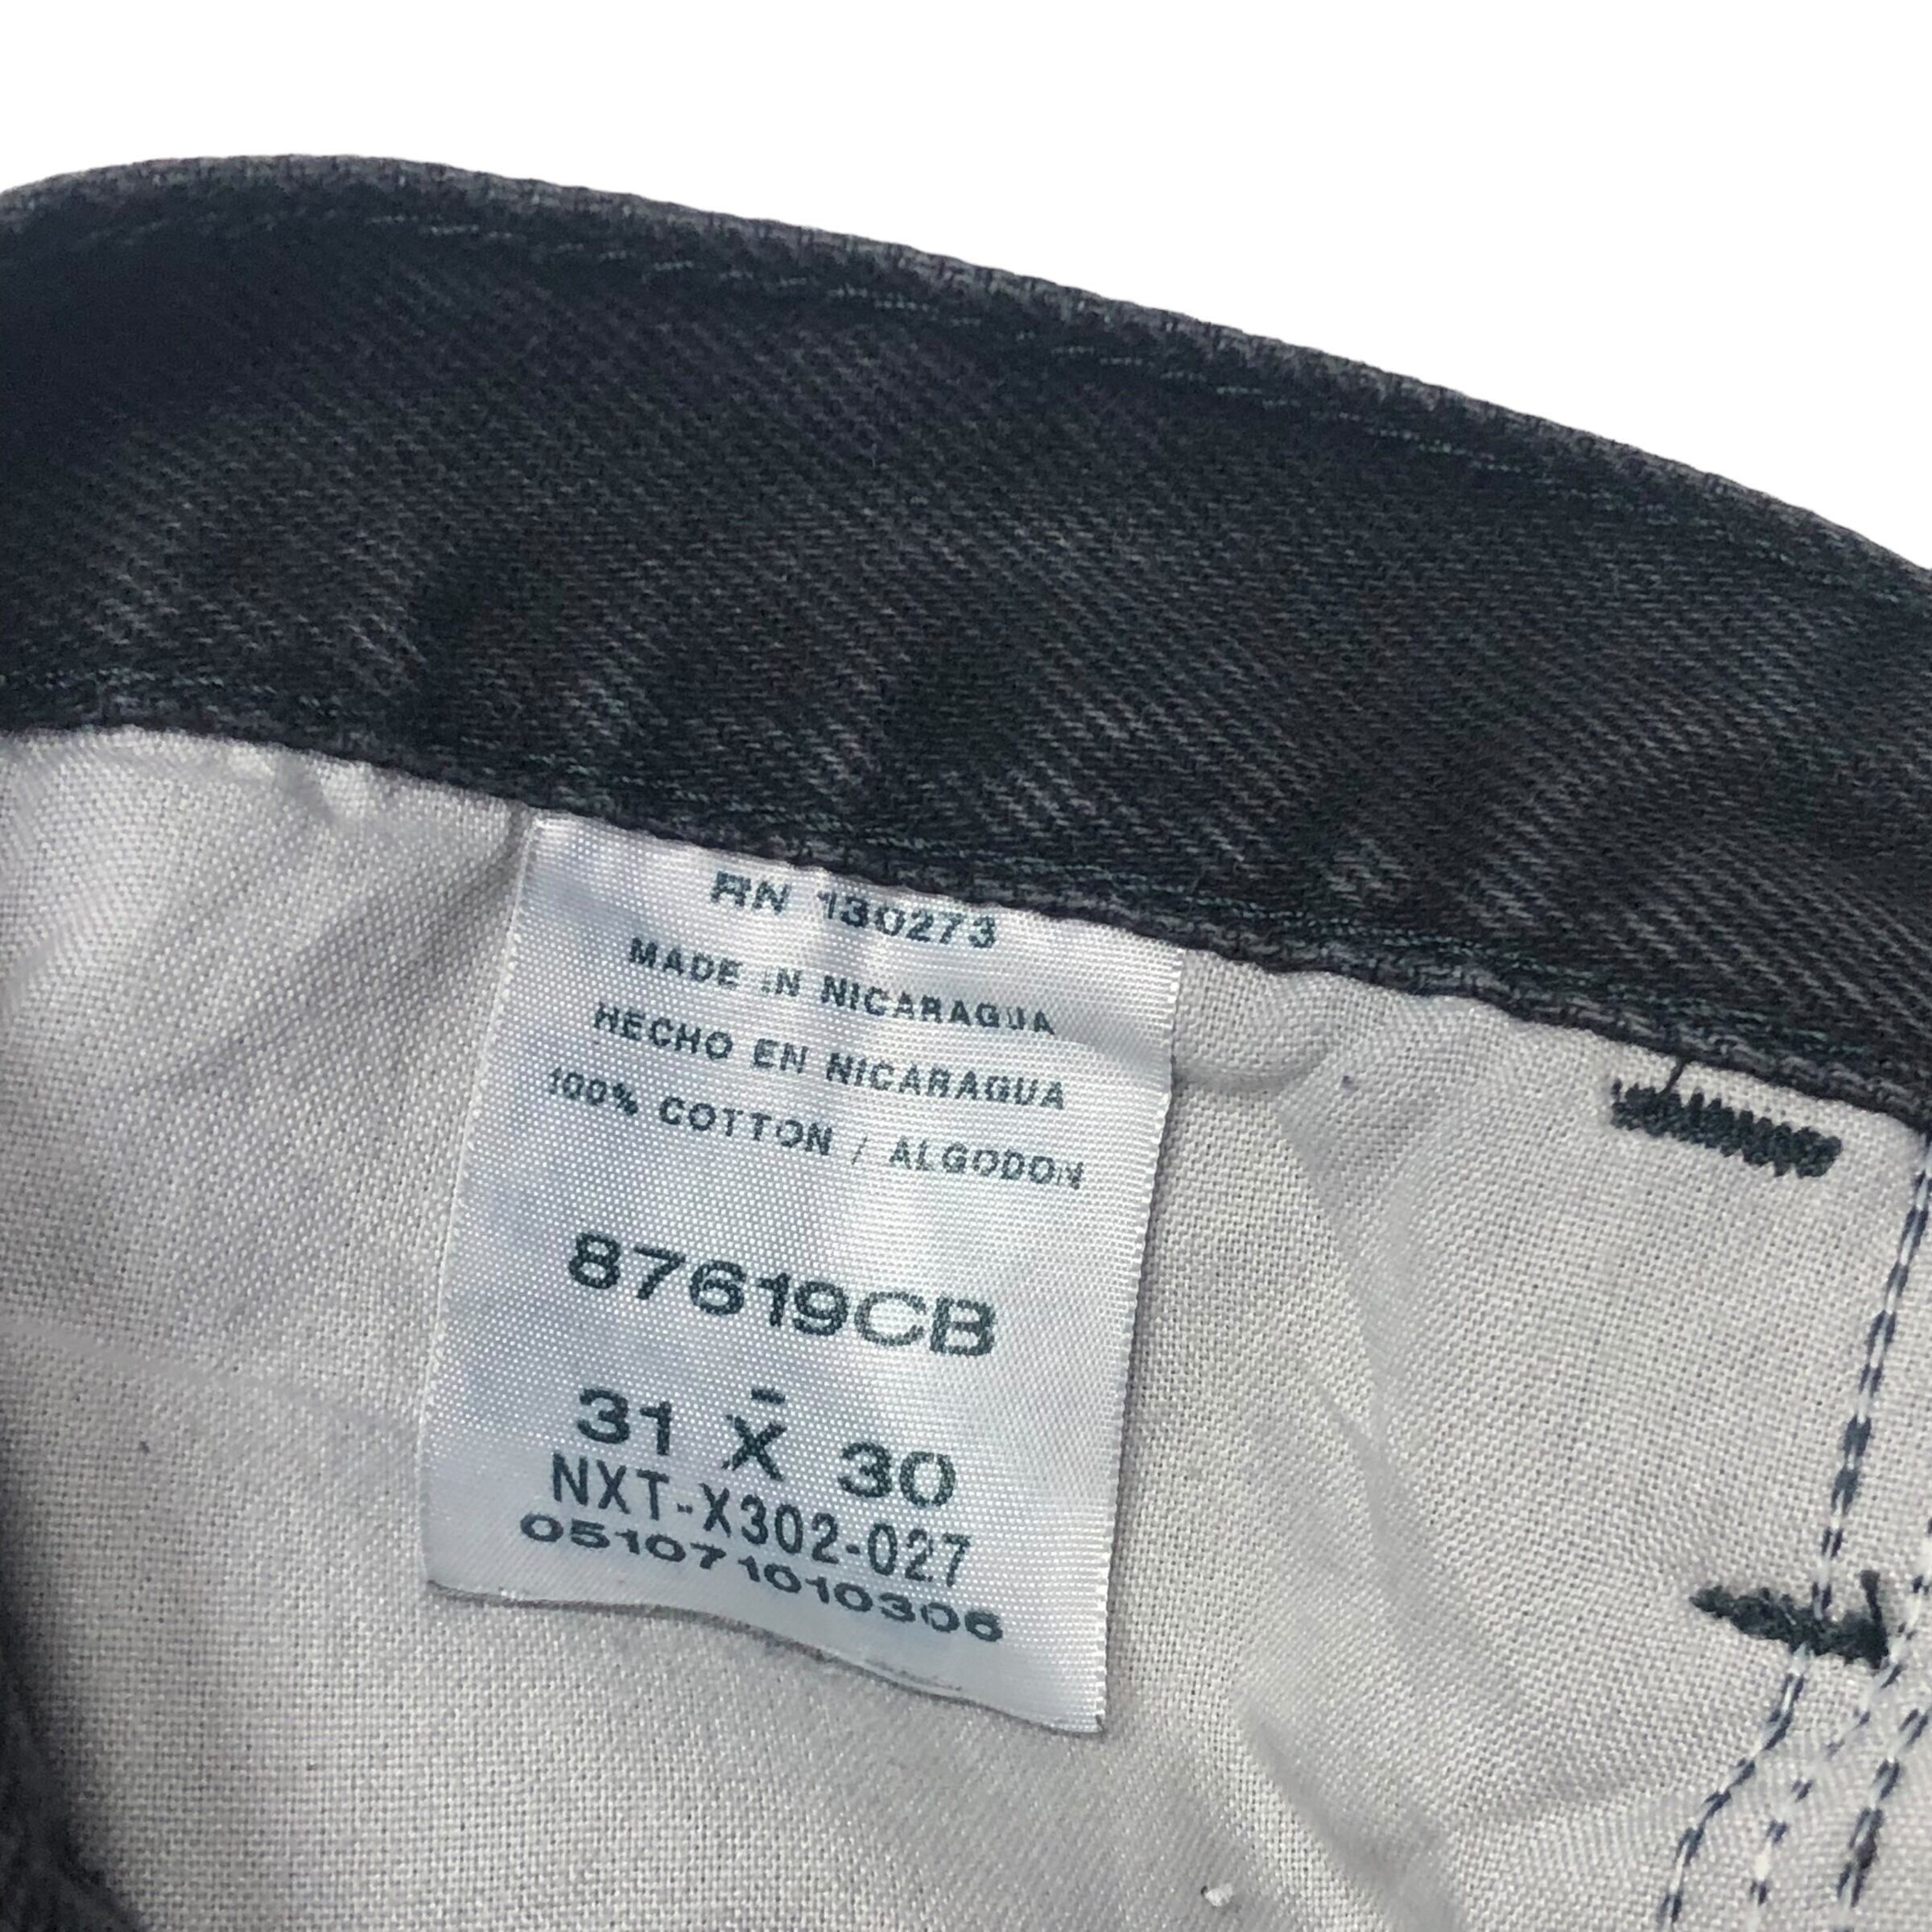 RN 130273
MADE IN NICARAGUA
HECHO EN NICARAGUA
100% COTTON / ALGODON
87619CB
31 X 30
NXT-X302-027
051071010306